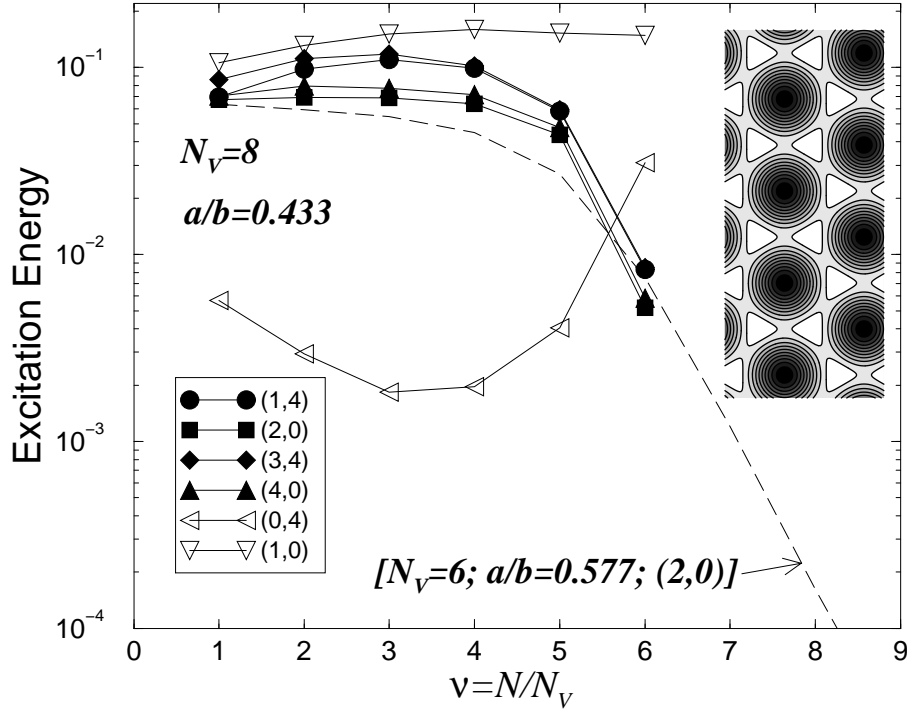 Excitation Energy
10⁻¹
10⁻²
10⁻³
10⁻⁴
N_V=8
a/b=0.433
(1,4)
(2,0)
(3,4)
(4,0)
(0,4)
(1,0)
[N_V=6; a/b=0.577; (2,0)]
0 1 2 3 4 5 6 7 8 9
ν=N/N_V